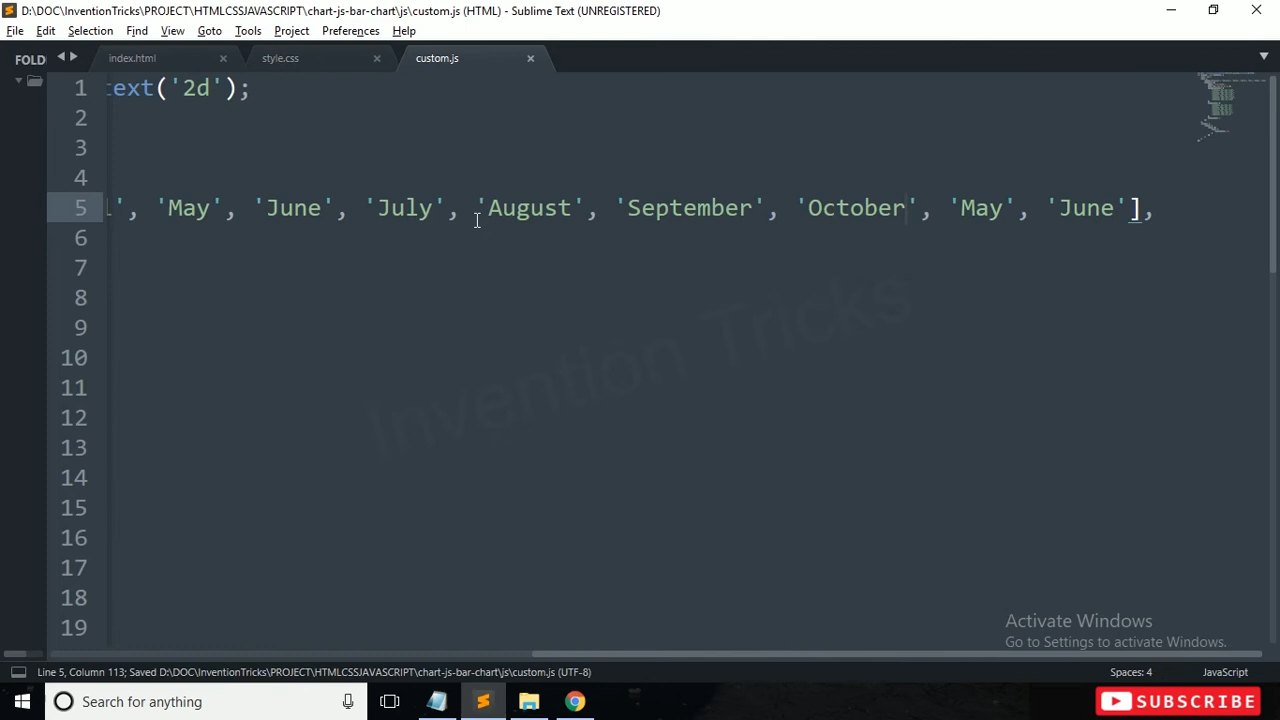 D:\DOC\InventionTricks\PROJECT\HTMLCSSJAVASCRIPT\chart-js-bar-chart\js\custom.js (HTML) - Sublime Text (UNREGISTERED)
File Edit Selection Find View Goto Tools Project Preferences Help
FOLD index.html style.css custom.js
1 text('2d');
2
3
4
5 l', 'May', 'June', 'July', 'August', 'September', 'October', 'May', 'June'],
6
7
8
9
10
11
12
13
14
15
16
17
18
19
Invention Tricks
Activate Windows
Go to Settings to activate Windows.
Line 5, Column 113; Saved D:\DOC\InventionTricks\PROJECT\HTMLCSSJAVASCRIPT\chart-js-bar-chart\js\custom.js (UTF-8) Spaces: 4 JavaScript
Search for anything SUBSCRIBE